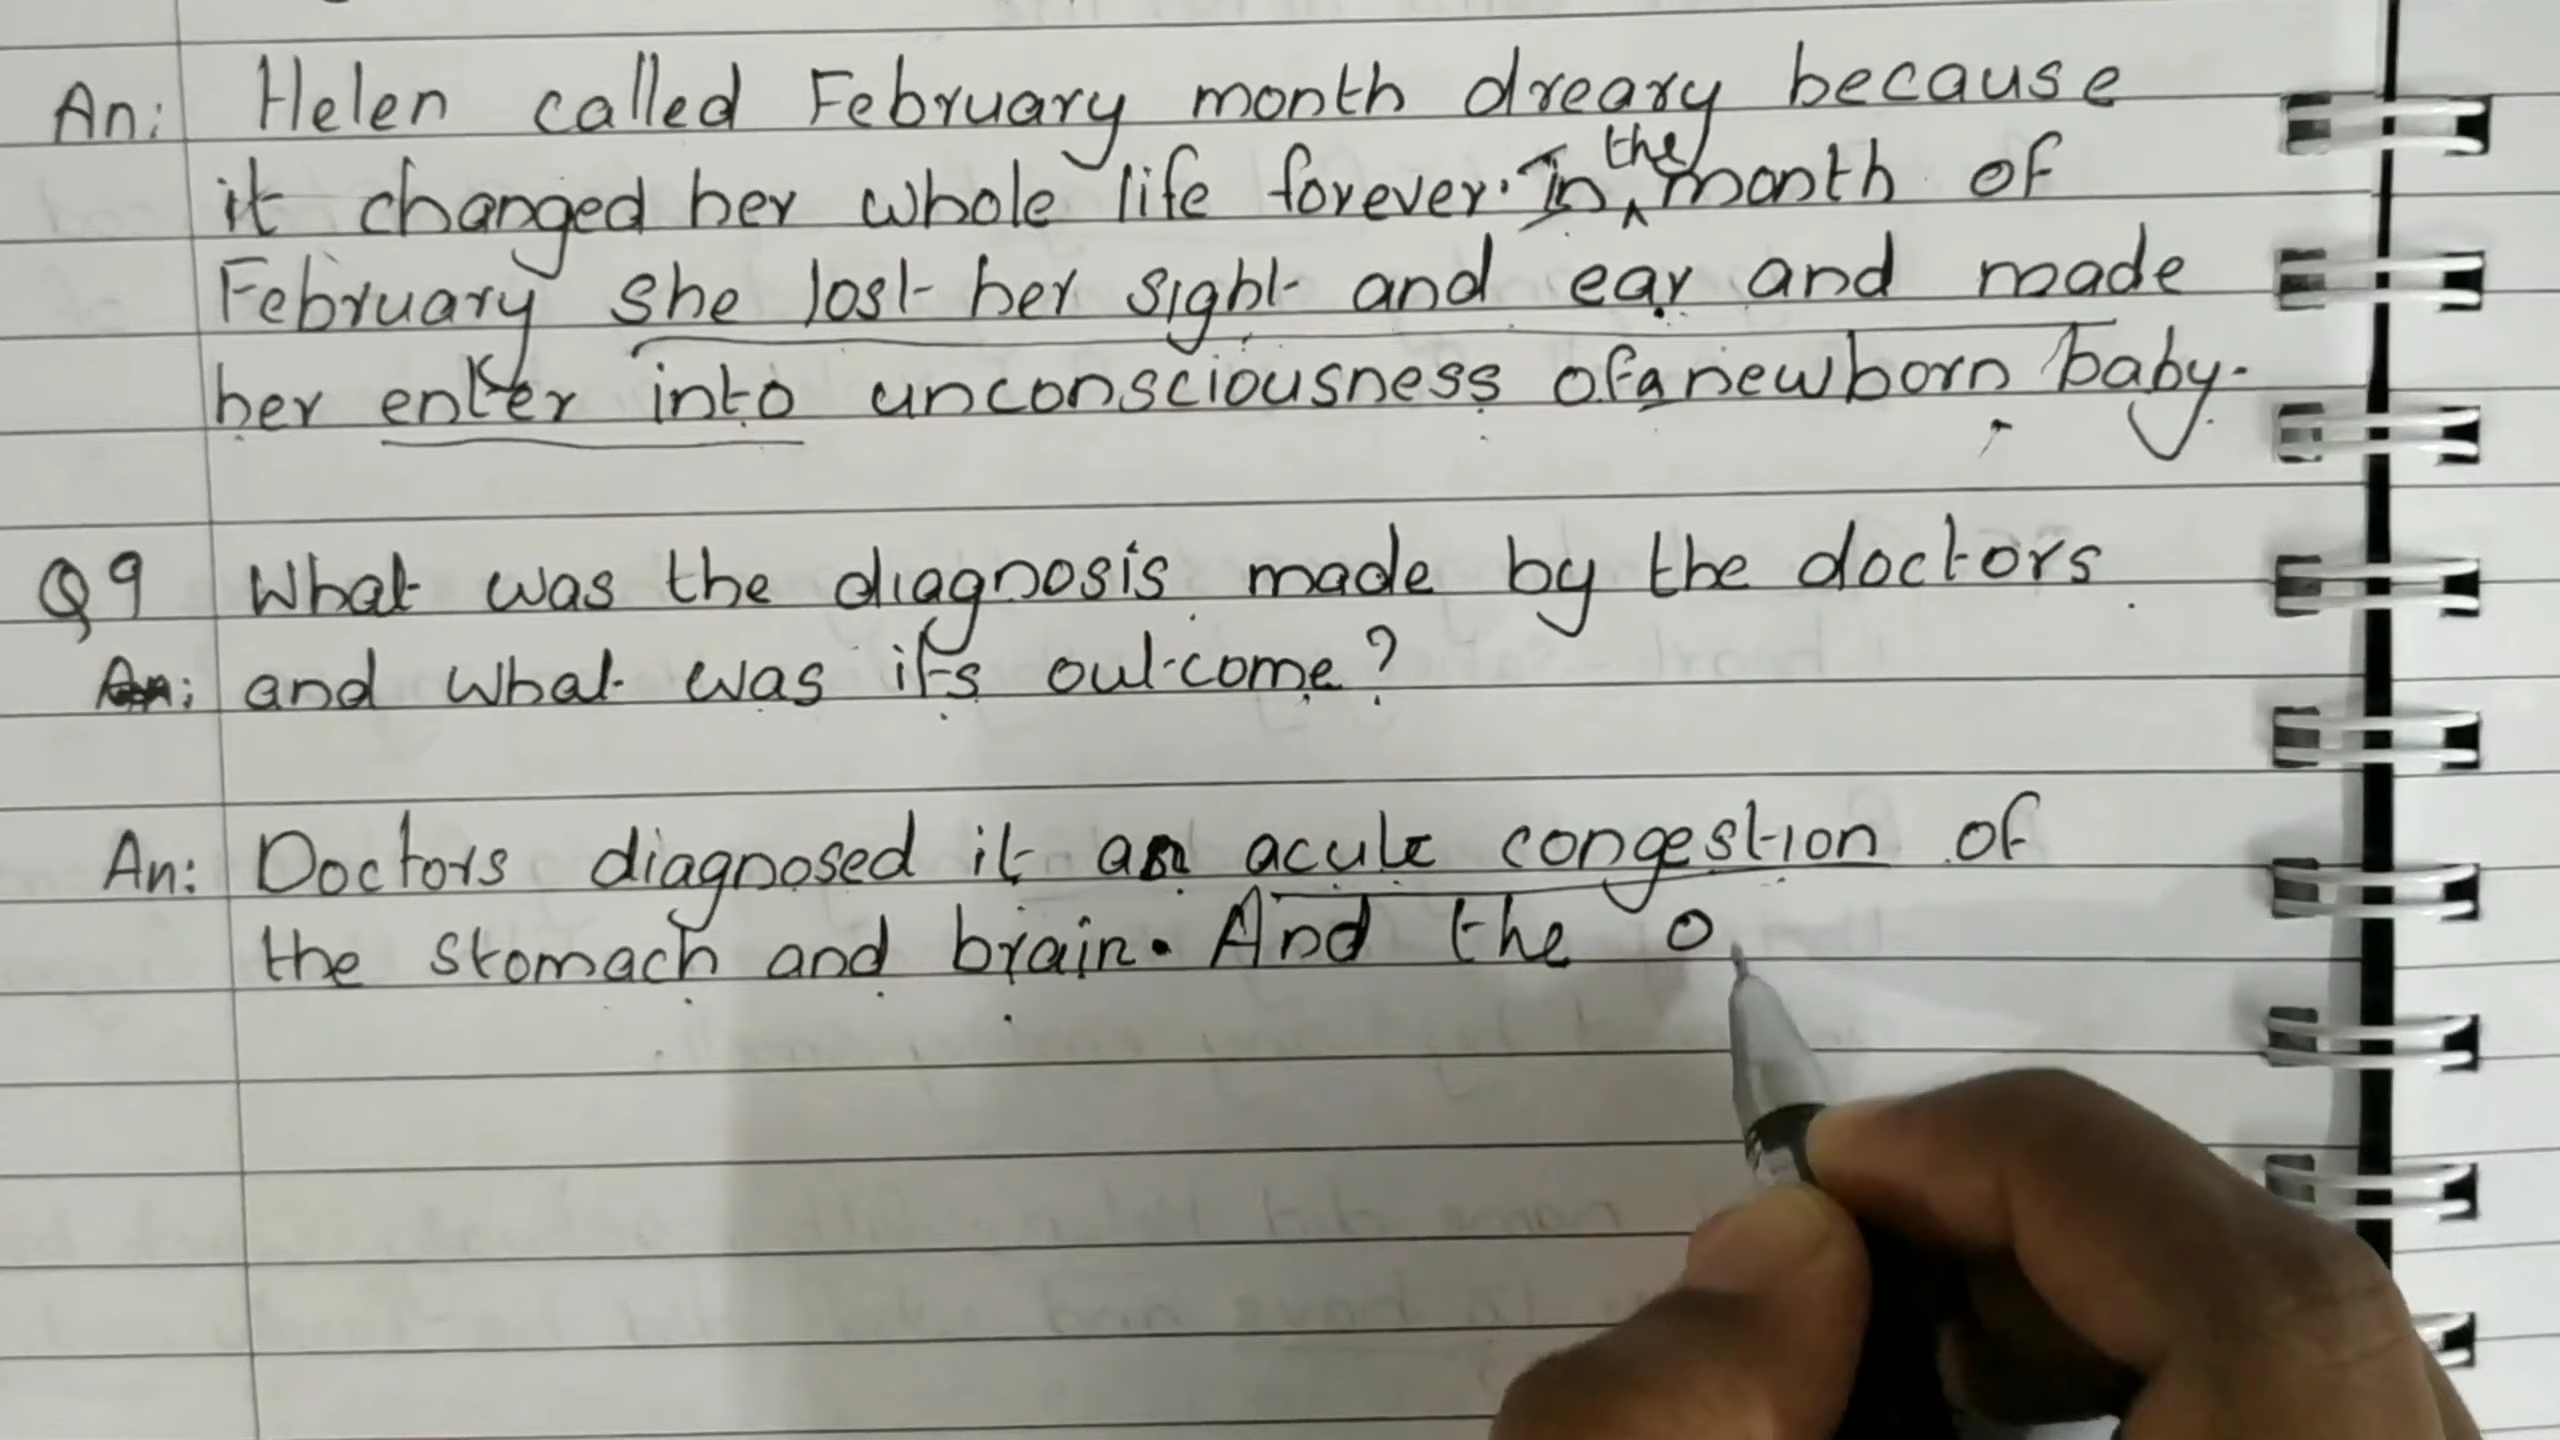 An: Helen called February month dreary because
it changed her whole life forever. In the month of
February she lost her sight and ear and made
her enter into unconsciousness of a newborn baby.
Q9 What was the diagnosis made by the doctors
and what was its outcome?
An: Doctors diagnosed it as acute congestion of
the stomach and brain. And the o